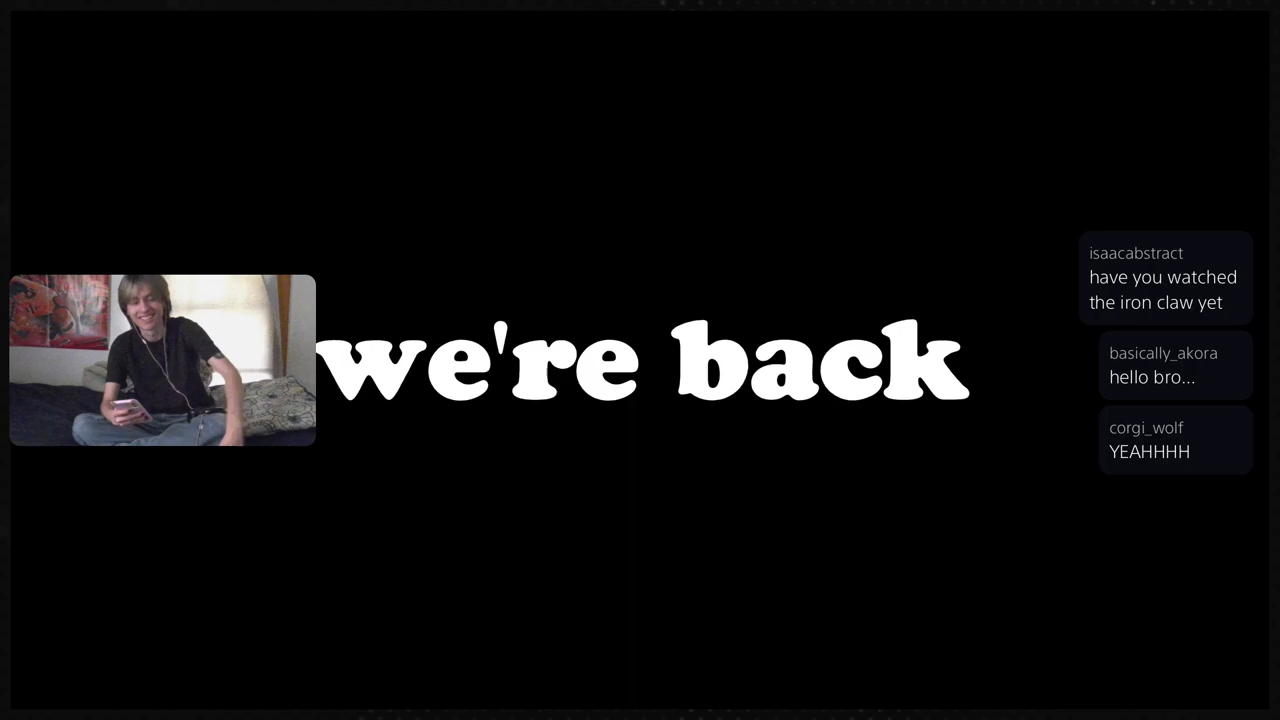 we're back
isaacabstract
have you watched
the iron claw yet
basically_akora
hello bro...
corgi_wolf
YEAHHHH